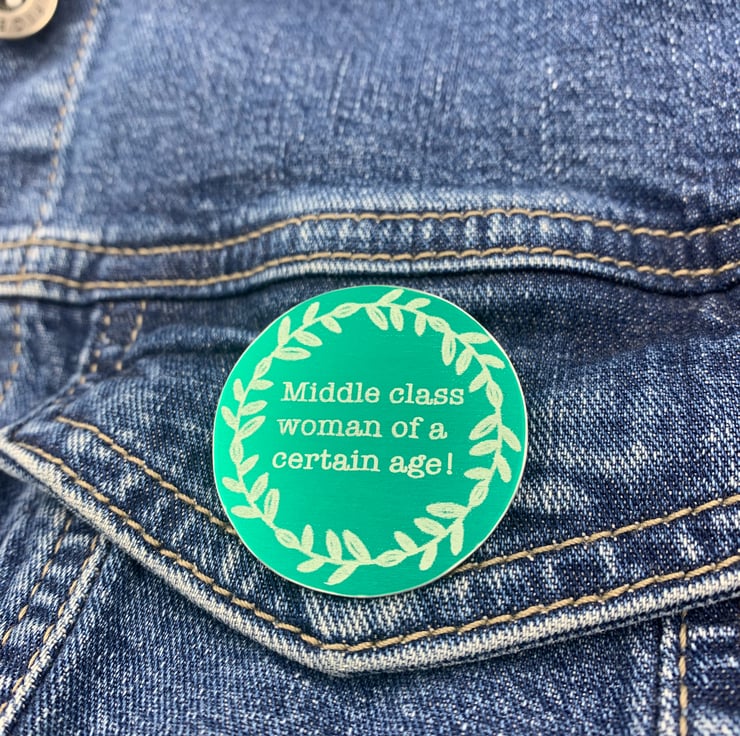 Middle class
woman of a
certain age!